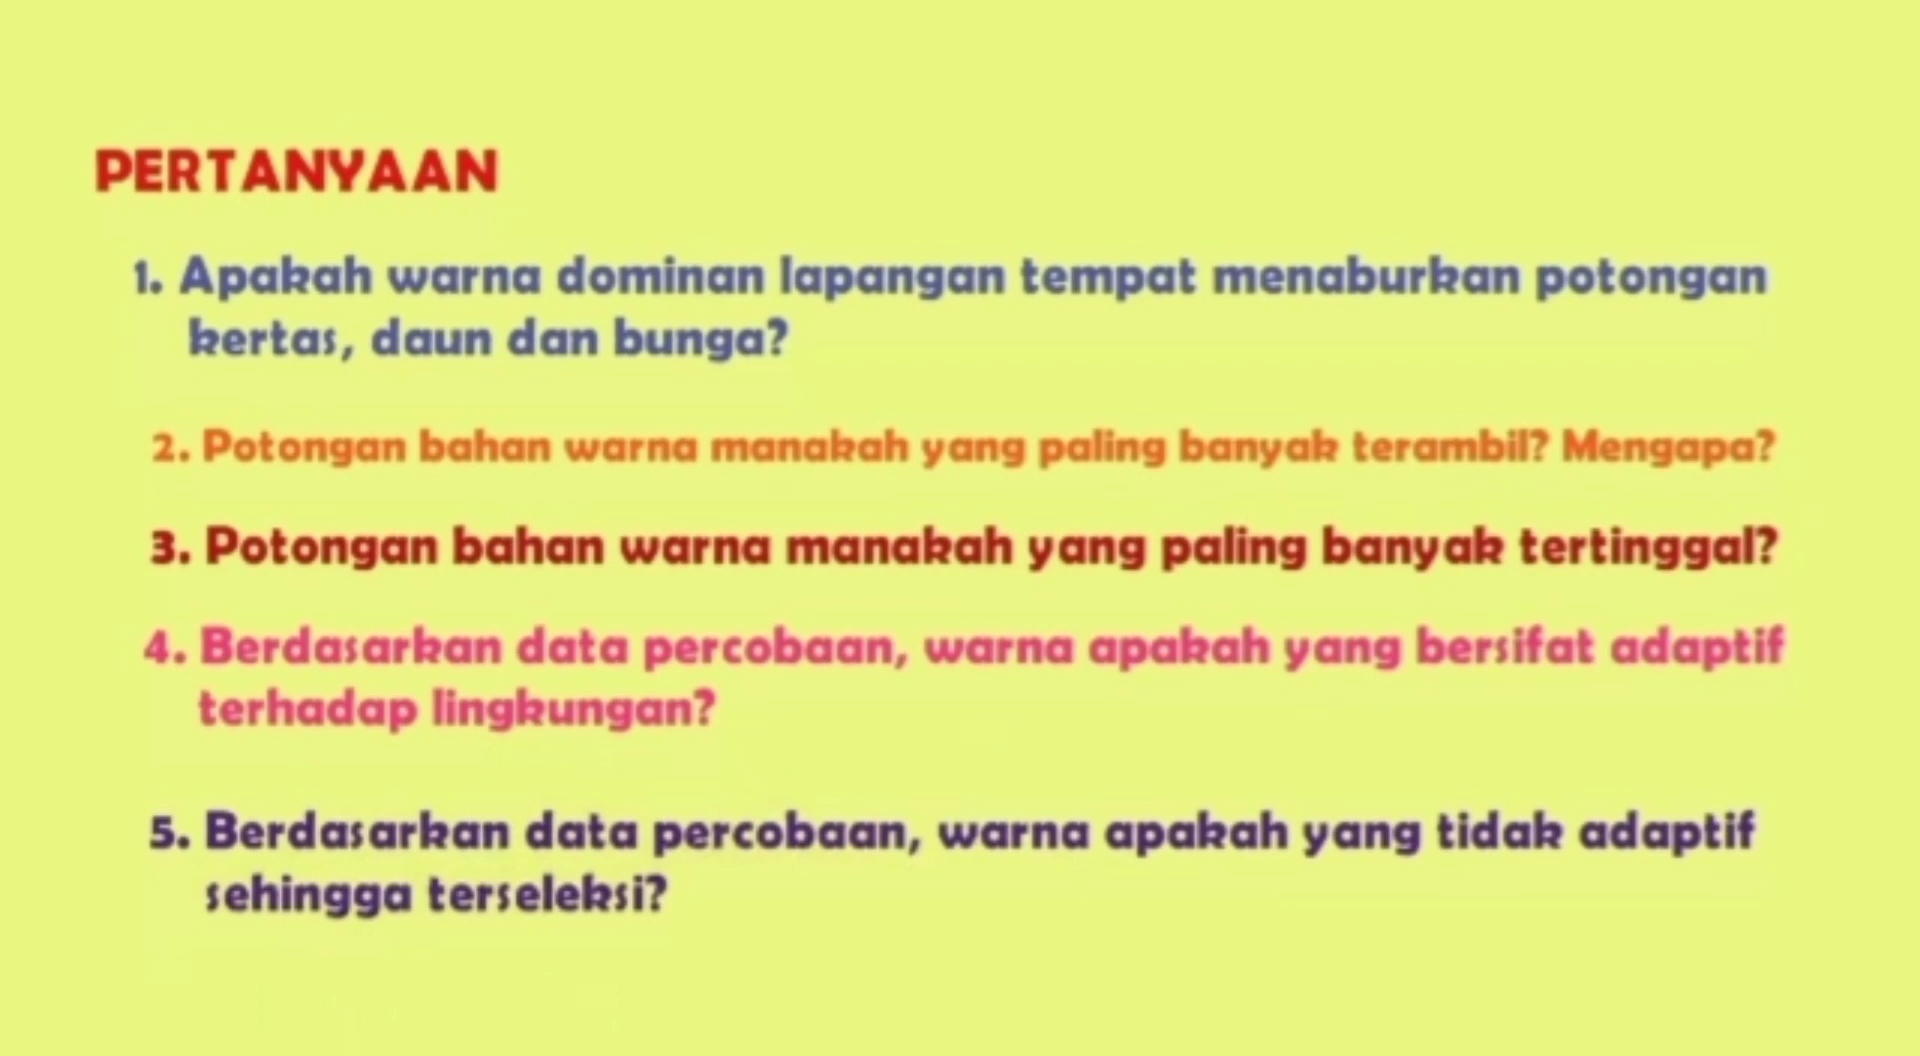 PERTANYAAN
1. Apakah warna dominan lapangan tempat menaburkan potongan
kertas, daun dan bunga?
2. Potongan bahan warna manakah yang paling banyak terambil? Mengapa?
3. Potongan bahan warna manakah yang paling banyak tertinggal?
4. Berdasarkan data percobaan, warna apakah yang bersifat adaptif
terhadap lingkungan?
5. Berdasarkan data percobaan, warna apakah yang tidak adaptif
sehingga terseleksi?